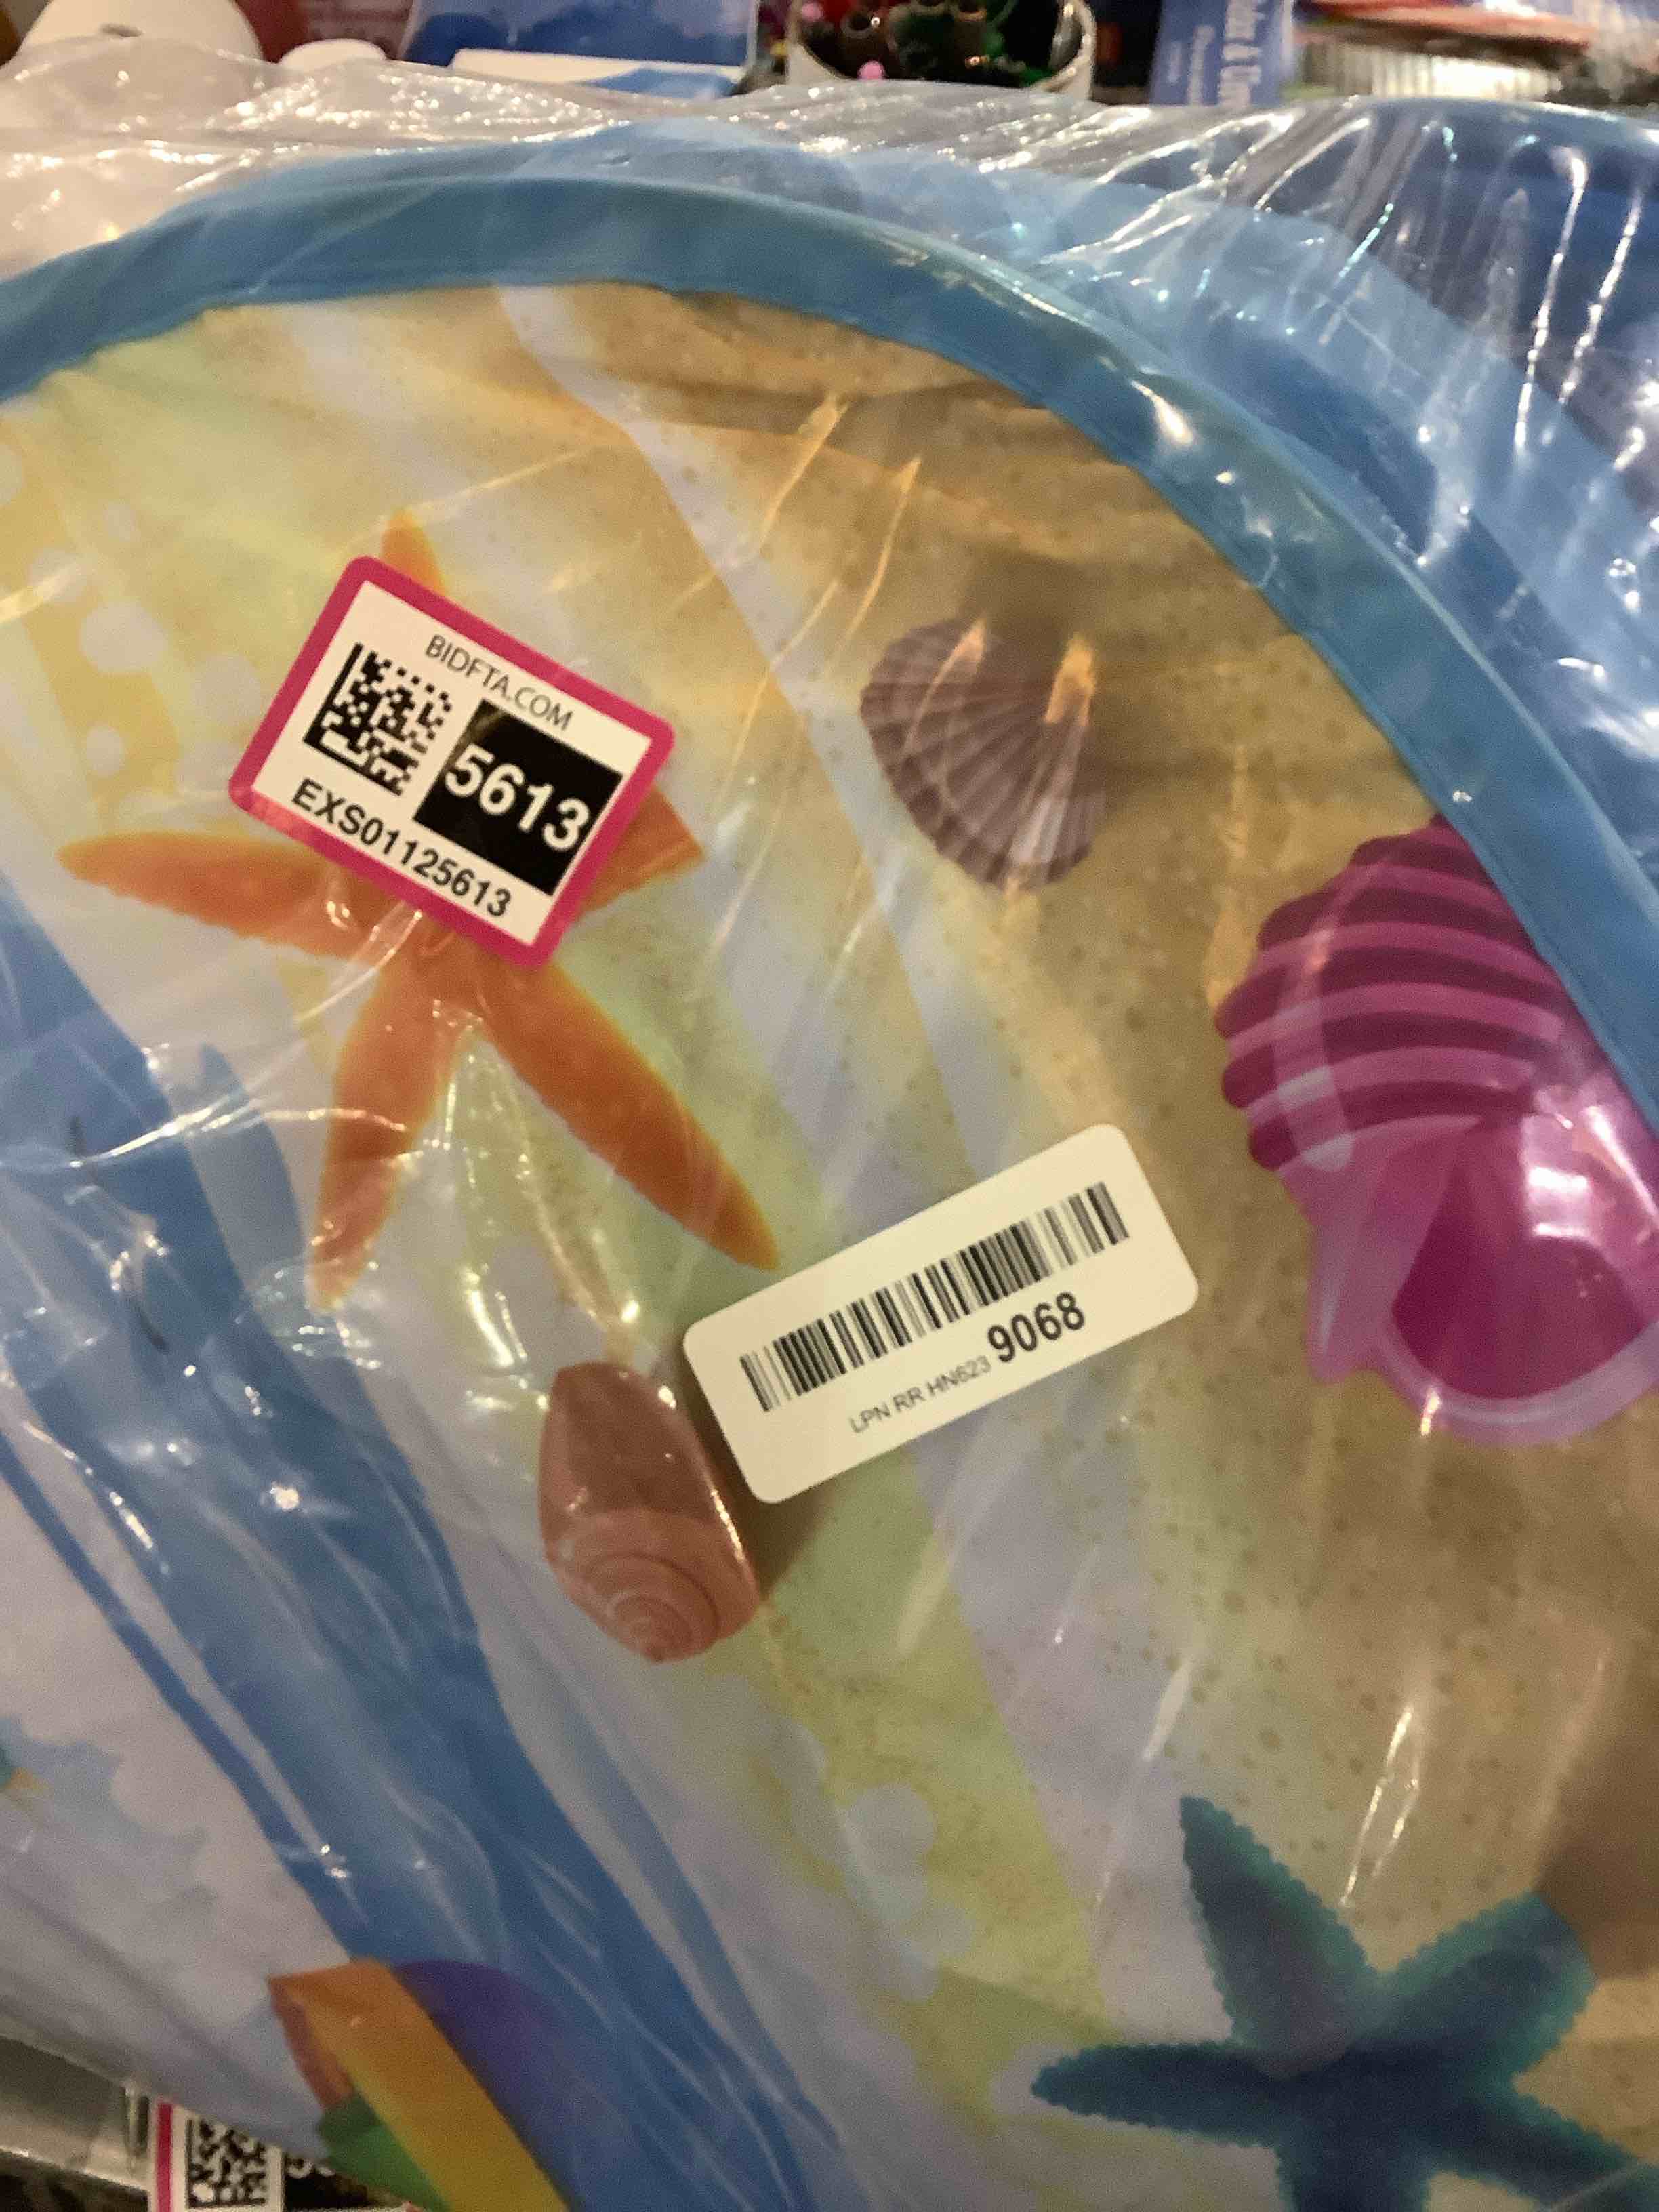 BIDFTA.COM
5613
EXS01125613
LPN RR HN623 9068